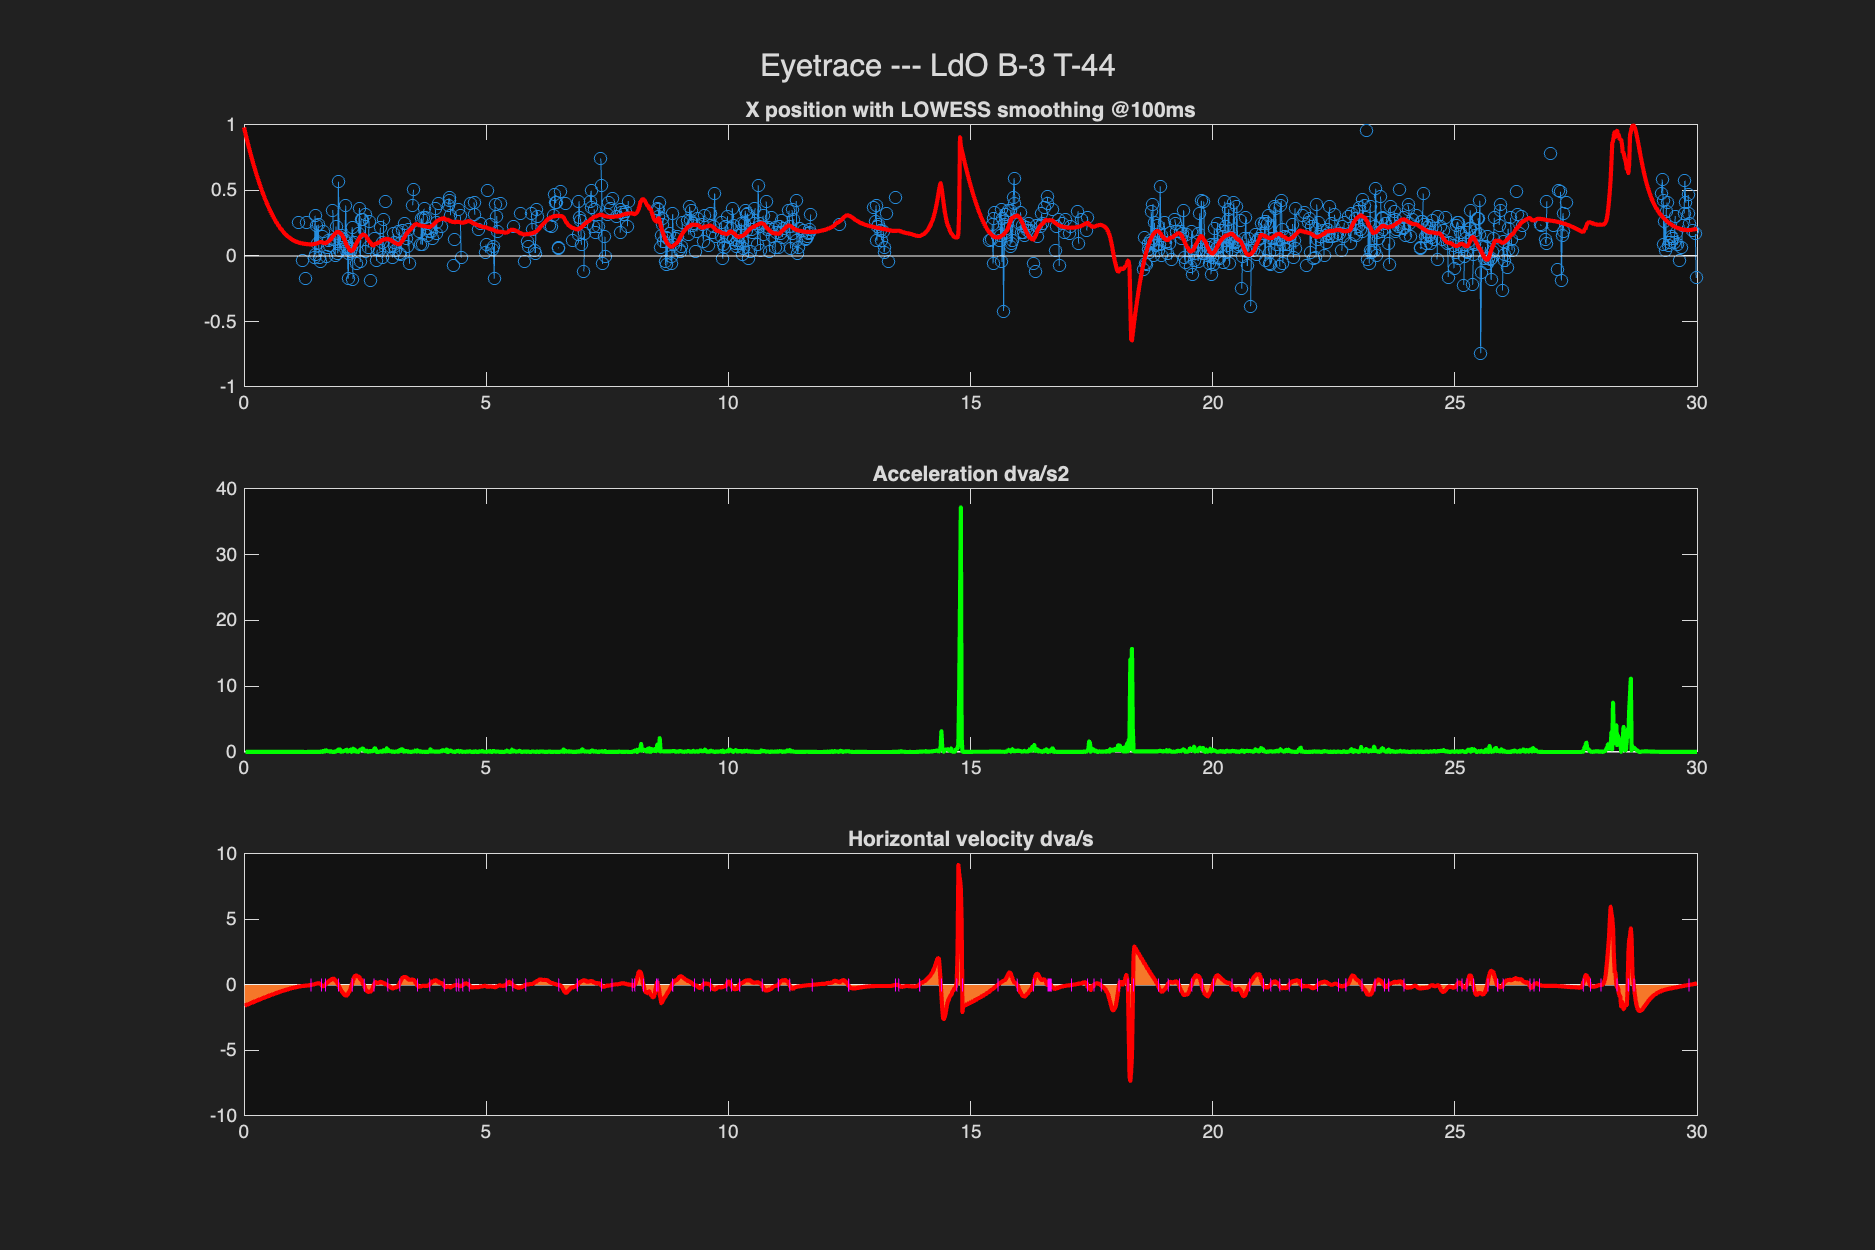 Eyetrace --- LdO B-3 T-44
X position with LOWESS smoothing @100ms
1
0.5
0
-0.5
-1
0 5 10 15 20 25 30
Acceleration dva/s2
40
30
20
10
0
0 5 10 15 20 25 30
Horizontal velocity dva/s
10
5
0
-5
-10
0 5 10 15 20 25 30